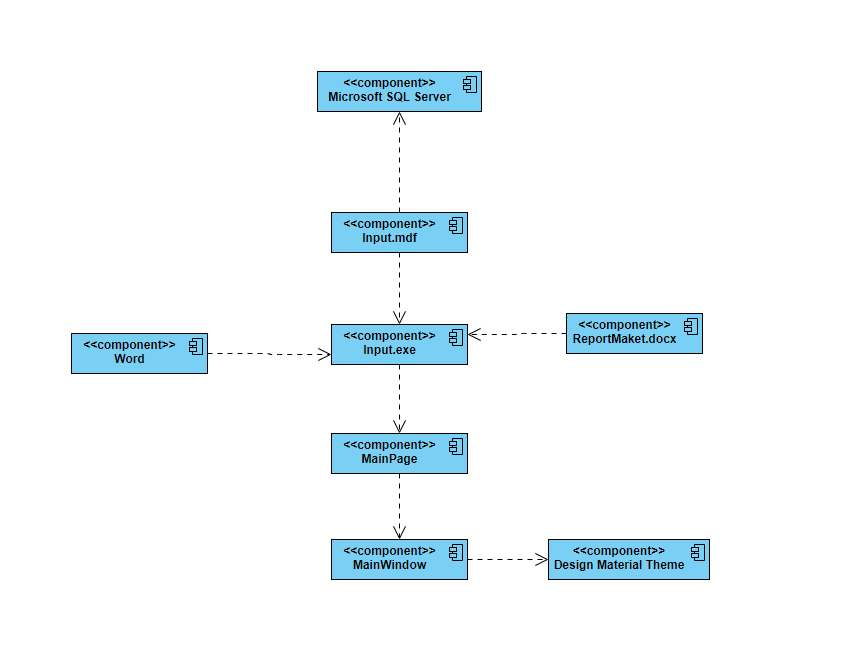 <<component>>
Microsoft SQL Server
<<component>>
Input.mdf
<<component>>
ReportMaket.docx
<<component>>
Input.exe
<<component>>
Word
<<component>>
MainPage
<<component>>
MainWindow
<<component>>
Design Material Theme